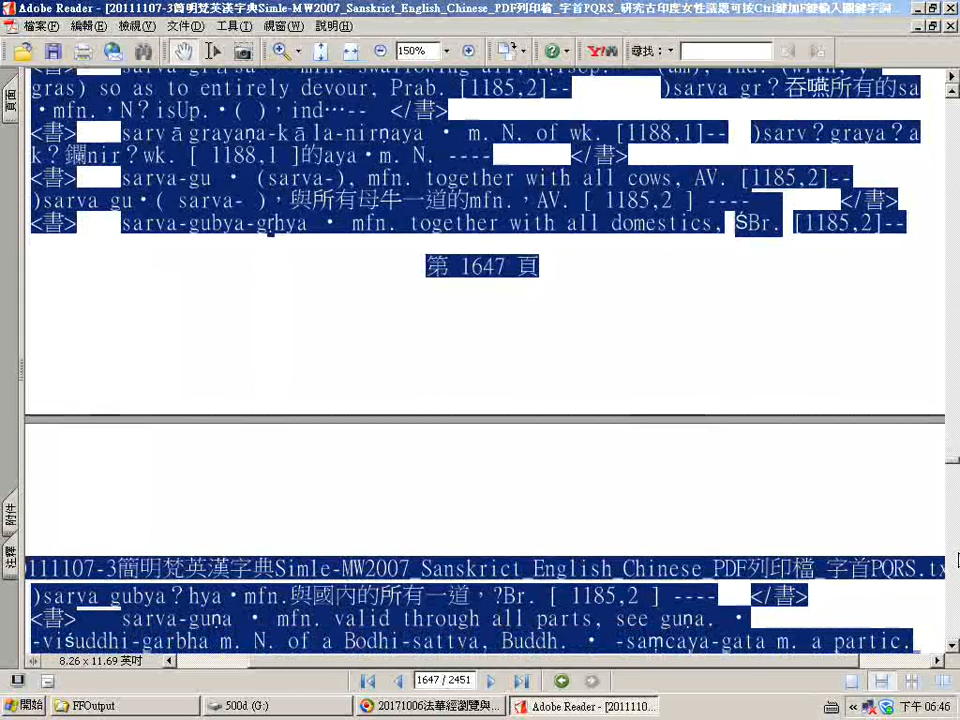 Adobe Reader - [20111107-3簡明梵英漢字典Simle-MW2007_Sanskrict_English_Chinese_PDF列印檔_字首PQRS_研究古印度女性議題可按Ctrl鍵加F鍵輸入關鍵字詞
檔案(F) 編輯(E) 檢視(V) 文件(D) 工具(T) 視窗(W) 說明(H)
150% 尋找：
頁面
gras) so as to entirely devour, Prab. [1185,2]-- )sarva gr？吞嚥所有的sa
‧mfn.，N？isUp.‧( )，ind…-- </書>
<書> sarvāgrayaṇa-kāla-nirṇaya ‧ m. N. of wk. [1188,1]-- )sarv？graya？a
k？鑭nir？wk. [ 1188,1 ]的aya‧m. N. ---- </書>
<書> sarva-gu ‧ (sarva-), mfn. together with all cows, AV. [1185,2]--
)sarva gu‧( sarva- )，與所有母牛一道的mfn.，AV. [ 1185,2 ] ---- </書>
<書> sarva-gubya-gṛhya ‧ mfn. together with all domestics, ŚBr. [1185,2]--
第 1647 頁
附件
注釋
111107-3簡明梵英漢字典Simle-MW2007_Sanskrict_English_Chinese_PDF列印檔_字首PQRS.tx
)sarva gubya？hya‧mfn.與國內的所有一道，?Br. [ 1185,2 ] ---- </書>
<書> sarva-guṇa ‧ mfn. valid through all parts, see guṇa. ‧
-viśuddhi-garbha m. N. of a Bodhi-sattva, Buddh. ‧ -saṃcaya-gata m. a partic.
8.26 x 11.69 英吋
1647 / 2451
開始 FFOutput 500d (G:) 20171006法華經瀏覽與... Adobe Reader - [2011110... 下午 06:46